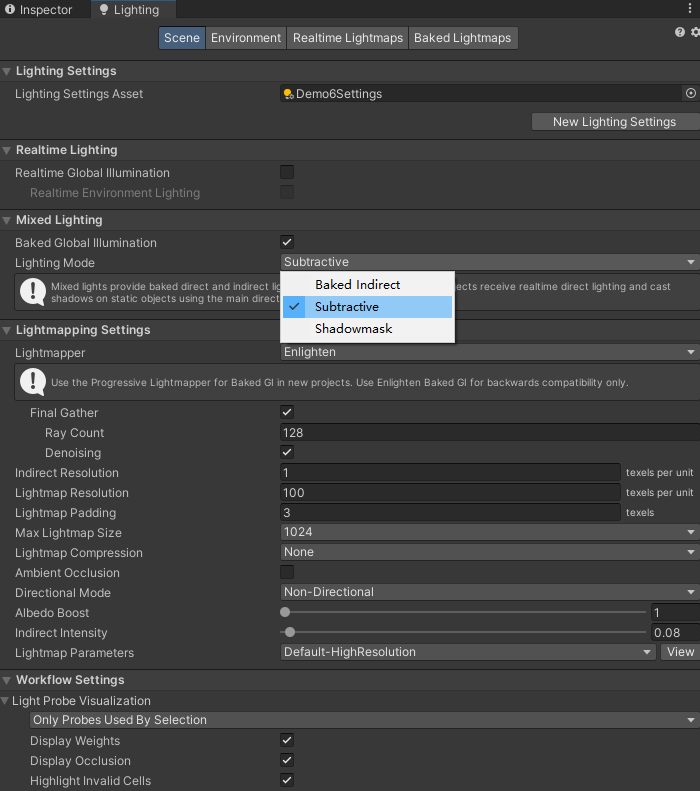 Inspector
Lighting
Scene Environment Realtime Lightmaps Baked Lightmaps
Lighting Settings
Lighting Settings Asset Demo6Settings
New Lighting Settings
Realtime Lighting
Realtime Global Illumination
Realtime Environment Lighting
Mixed Lighting
Baked Global Illumination
Lighting Mode Subtractive
Baked Indirect
Subtractive
Shadowmask
Mixed lights provide baked direct and indirect lig ects receive realtime direct lighting and cast
shadows on static objects using the main direct
Lightmapping Settings
Lightmapper Enlighten
Use the Progressive Lightmapper for Baked GI in new projects. Use Enlighten Baked GI for backwards compatibility only.
Final Gather
Ray Count 128
Denoising
Indirect Resolution 1 texels per unit
Lightmap Resolution 100 texels per unit
Lightmap Padding 3 texels
Max Lightmap Size 1024
Lightmap Compression None
Ambient Occlusion
Directional Mode Non-Directional
Albedo Boost 1
Indirect Intensity 0.08
Lightmap Parameters Default-HighResolution View
Workflow Settings
Light Probe Visualization
Only Probes Used By Selection
Display Weights
Display Occlusion
Highlight Invalid Cells